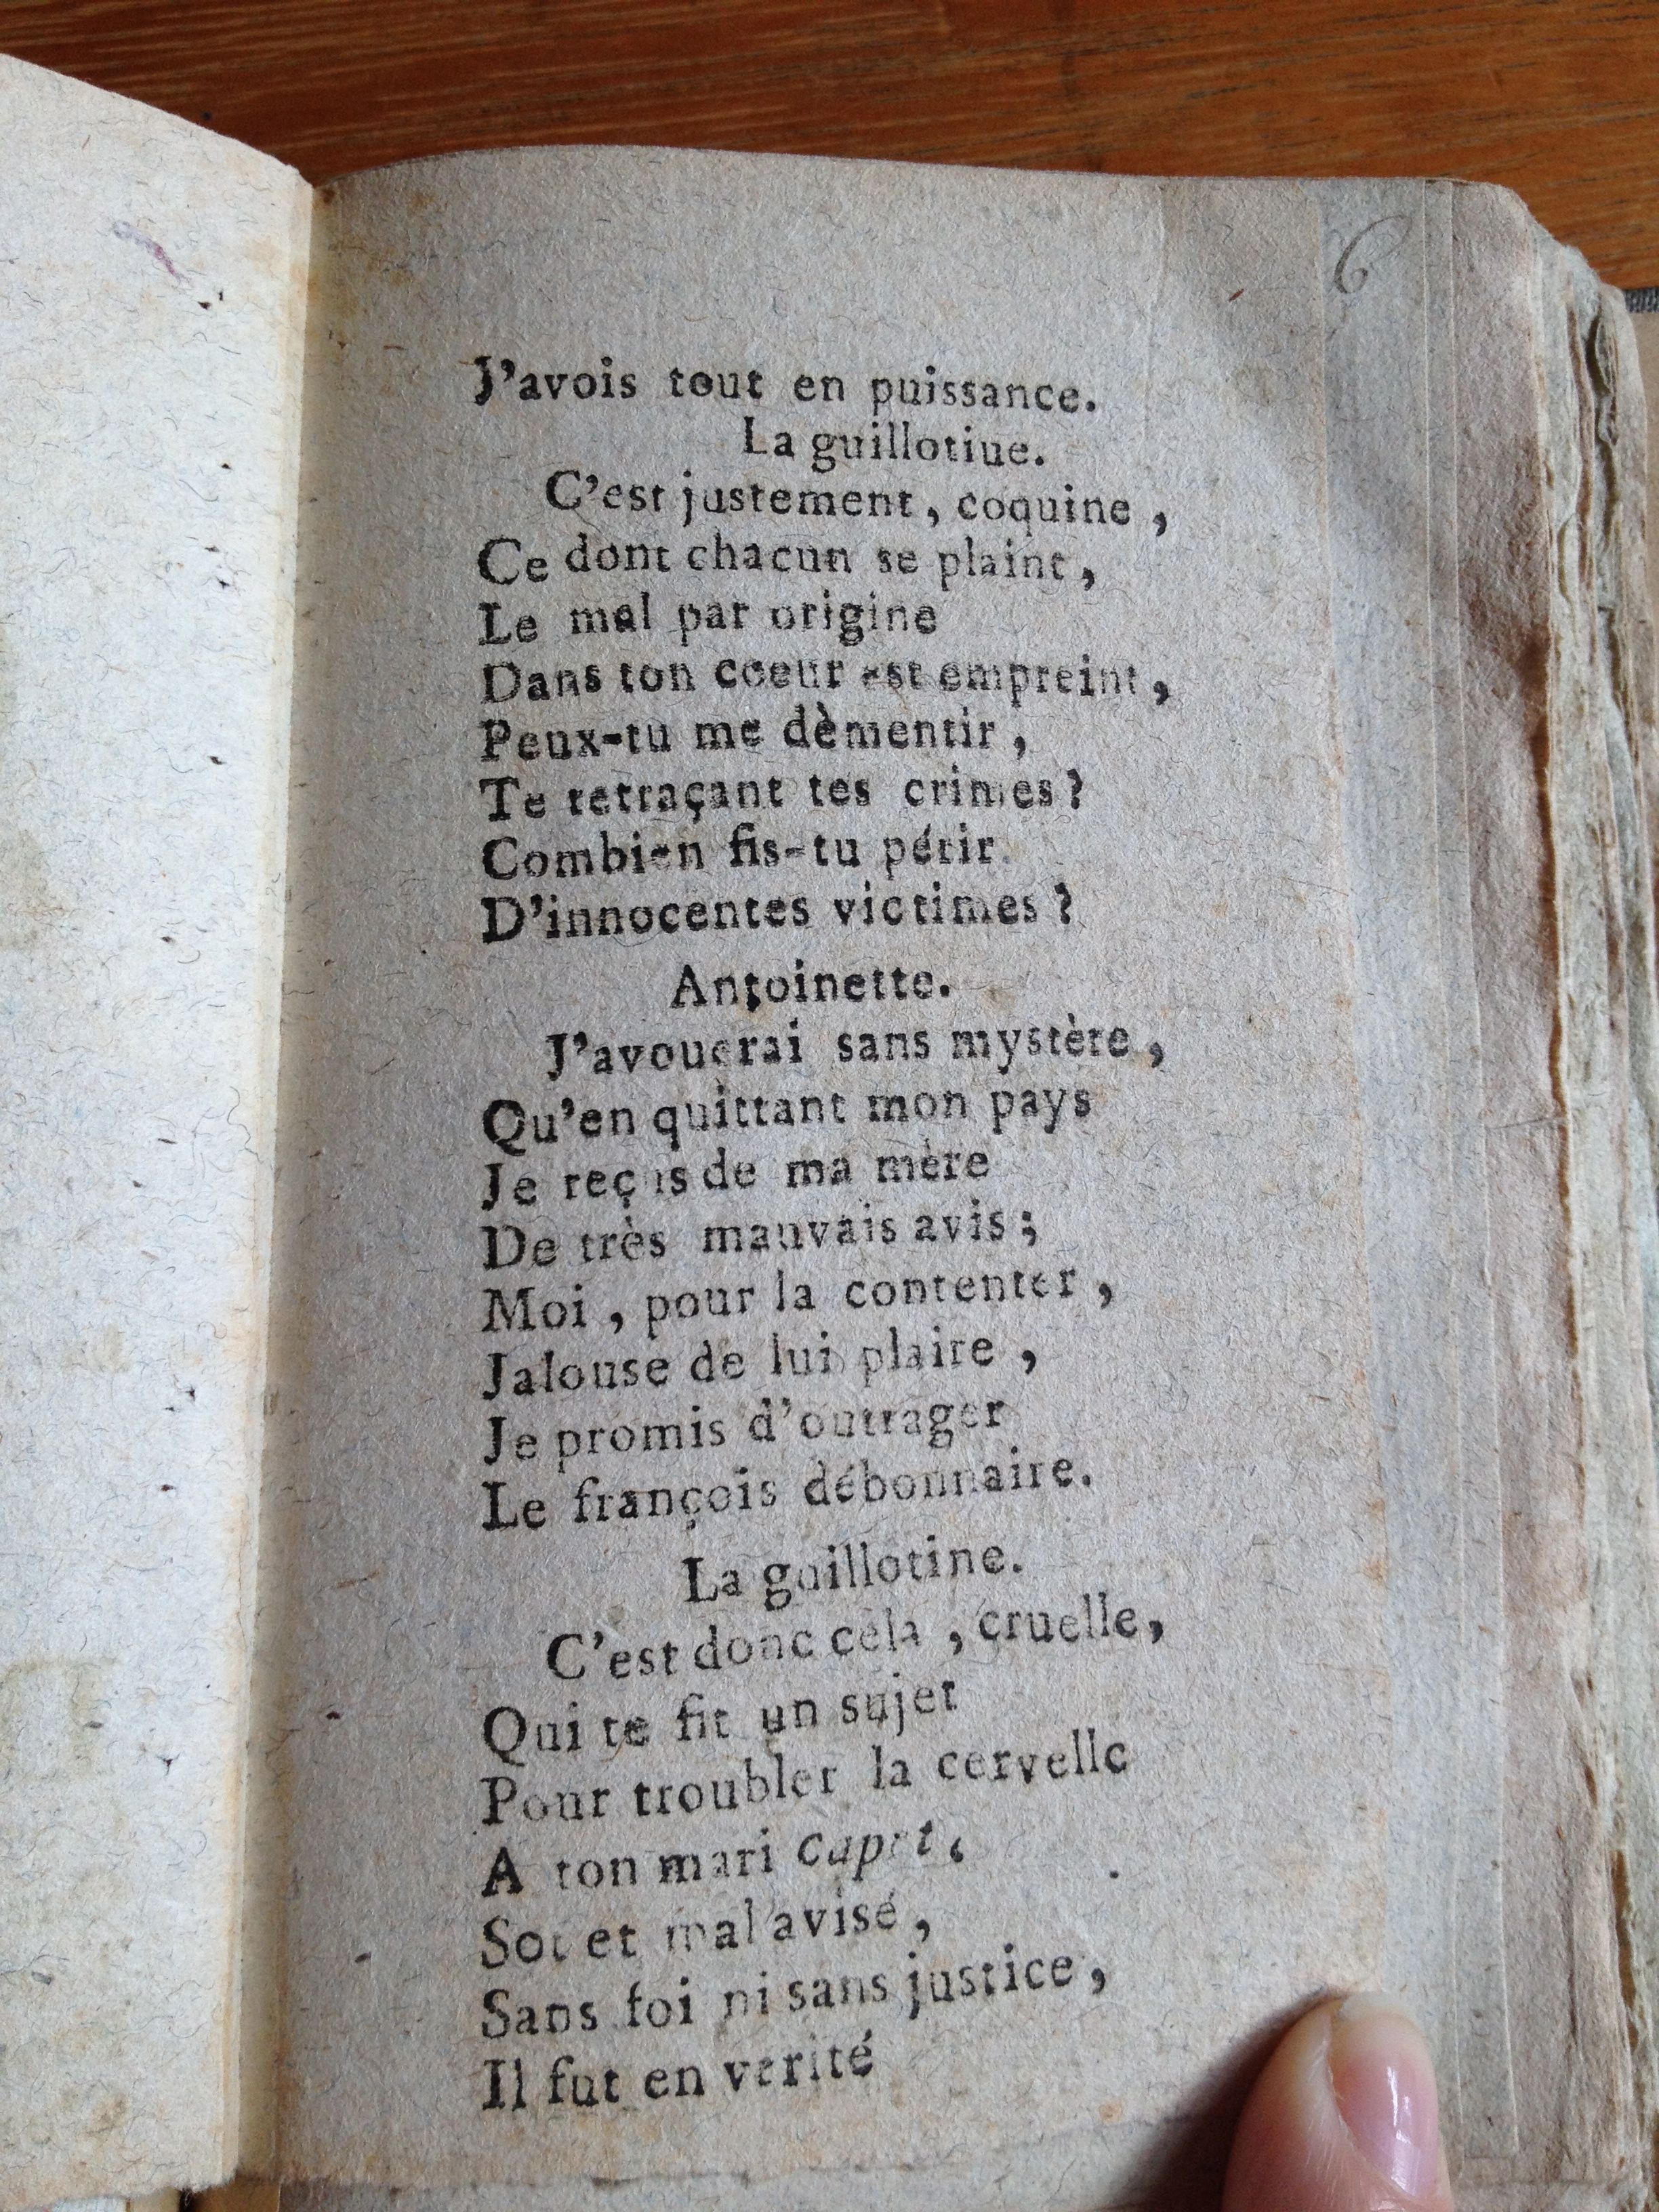 6
J'avois tout en puissance.
La guillotiue.
C'est justement, coquine,
Ce dont chacun se plaint,
Le mal par origine
Dans ton coeur est empreint,
Peux-tu me dèmentir,
Te retraçant tes crimes?
Combien fis-tu périr
D'innocentes victimes?
Antoinette.
J'avouerai sans mystère,
Qu'en quittant mon pays
Je reçus de ma mère
De très mauvais avis;
Moi, pour la contenter,
Jalouse de lui plaire,
Je promis d'outrager
Le françois débonnaire.
La guillotine.
C'est donc cela, cruelle,
Qui te fit un sujet
Pour troubler la cervelle
A ton mari Capet,
Sot et mal avisé,
Sans foi ni sans justice,
Il fut en verité